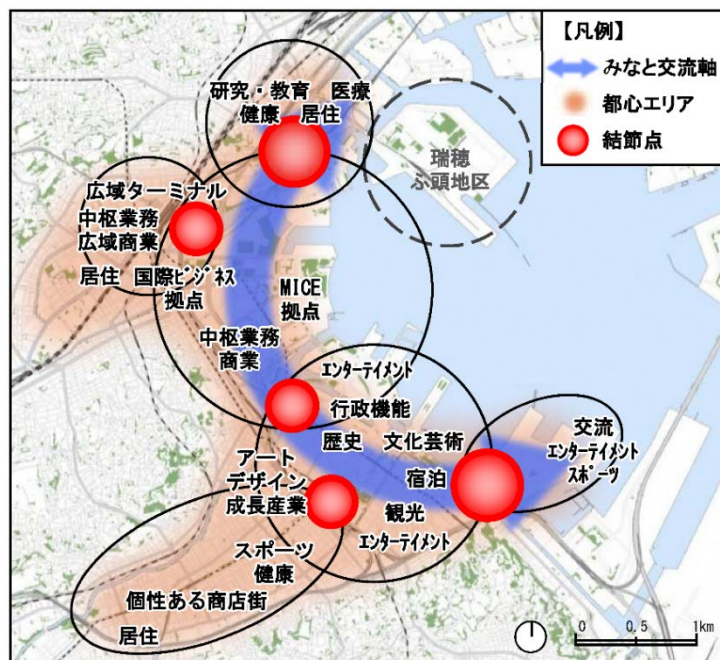 【凡例】
みなと交流軸
都心エリア
結節点
研究・教育　医療
健康　居住
瑞穂
ふ頭地区
広域ターミナル
中枢業務
広域商業
居住　国際ビジネス
拠点
MICE
拠点
中枢業務
商業
エンターテイメント
行政機能
歴史　文化芸術
交流
エンターテイメント
スポーツ
アート
デザイン
成長産業
宿泊
観光
エンターテイメント
スポーツ
健康
個性ある商店街
居住
0　0.5　1km